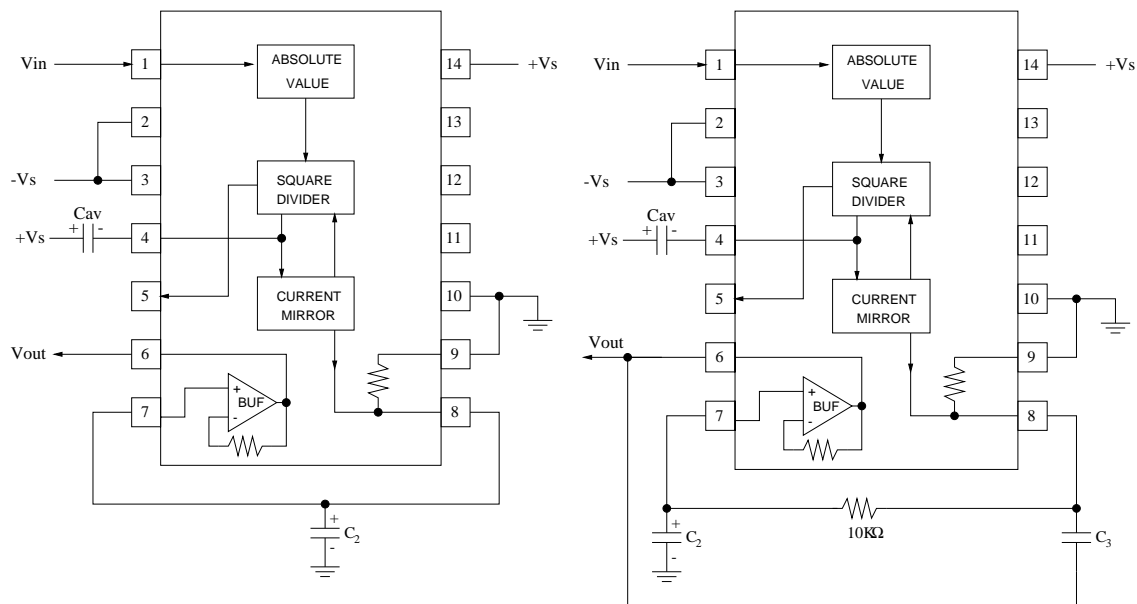 Vin
1
ABSOLUTE
VALUE
14
+Vs
2
13
-Vs
3
SQUARE
DIVIDER
12
Cav
+ -
+Vs
4
11
5
CURRENT
MIRROR
10
Vout
6
9
7
+
-
BUF
8
+
C2
-
Vin
1
ABSOLUTE
VALUE
14
+Vs
2
13
-Vs
3
SQUARE
DIVIDER
12
Cav
+ -
+Vs
4
11
5
CURRENT
MIRROR
10
Vout
6
9
7
+
-
BUF
8
+
C2
-
10KΩ
C3